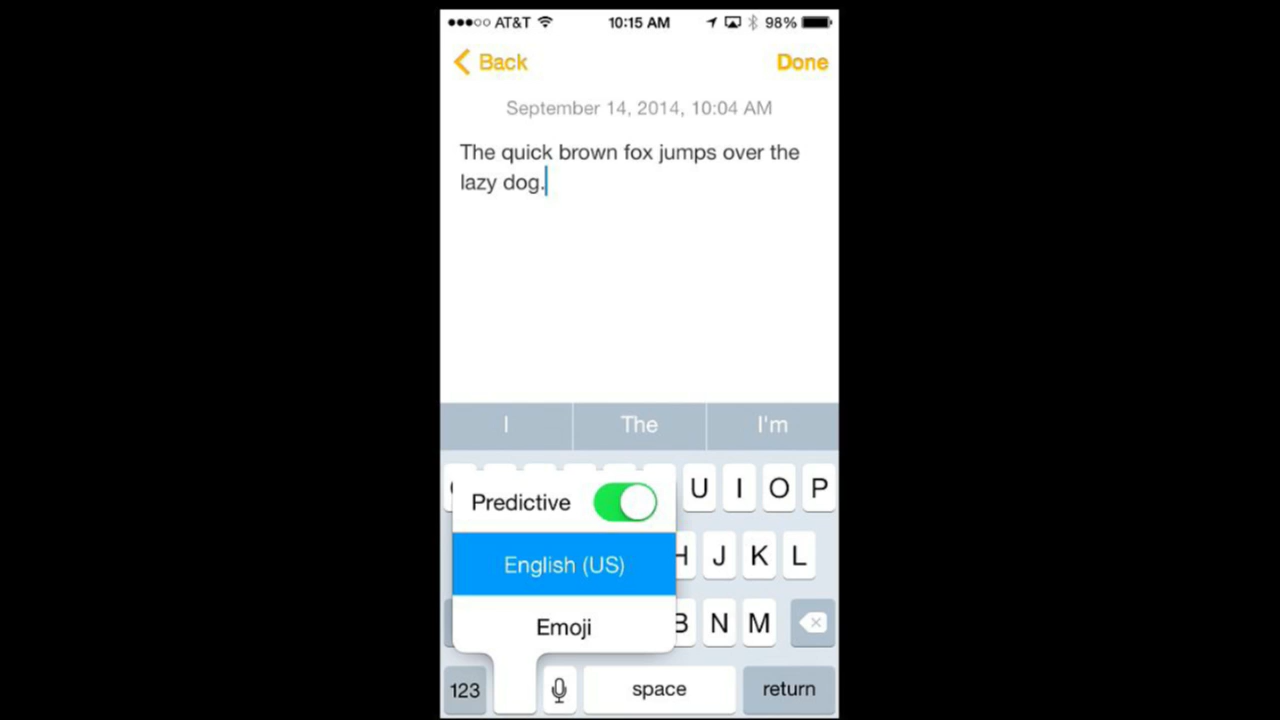 AT&T 10:15 AM 98%
Back Done
September 14, 2014, 10:04 AM
The quick brown fox jumps over the
lazy dog.
I The I'm
U I O P
Predictive
H J K L
English (US)
B N M
Emoji
123 space return